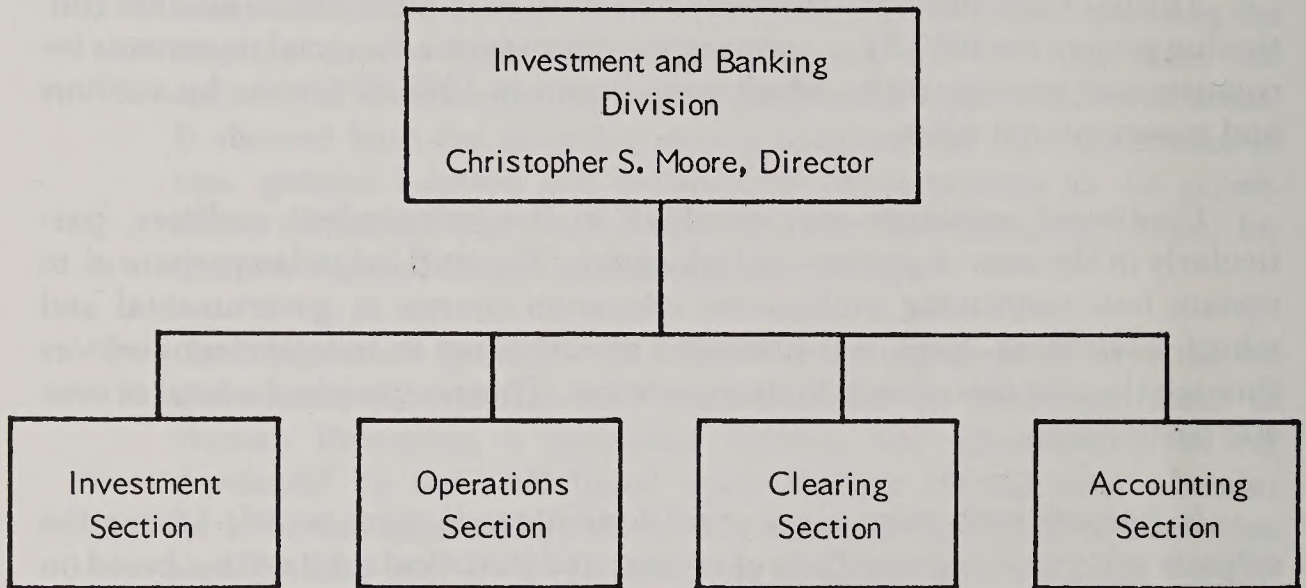 Investment and Banking
Division
Christopher S. Moore, Director
Investment
Section
Operations
Section
Clearing
Section
Accounting
Section